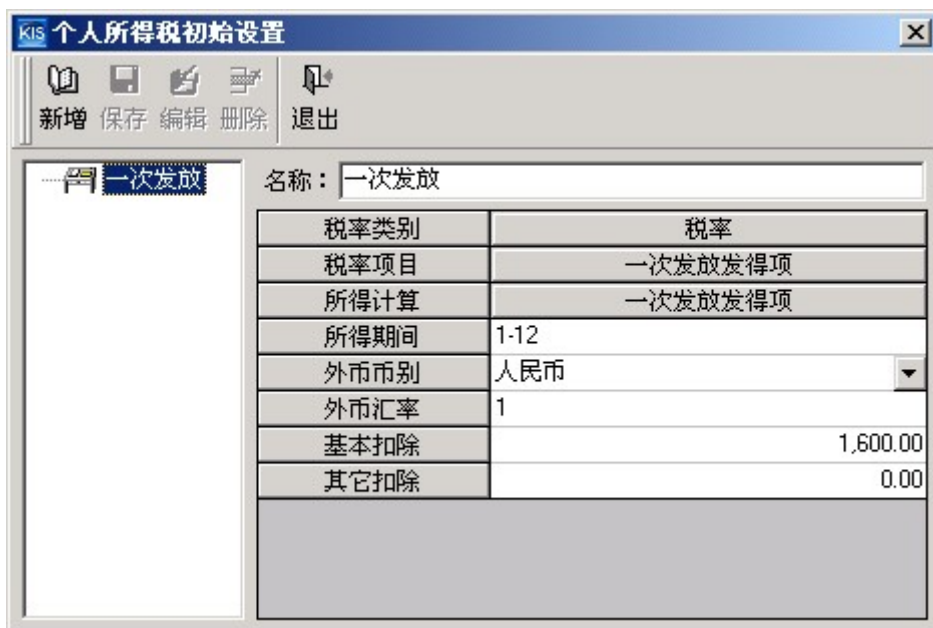 KIS 个人所得税初始设置
新增 保存 编辑 删除 退出
一次发放
名称： 一次发放
税率类别 税率
税率项目 一次发放发得项
所得计算 一次发放发得项
所得期间 1-12
外币币别 人民币
外币汇率 1
基本扣除 1,600.00
其它扣除 0.00